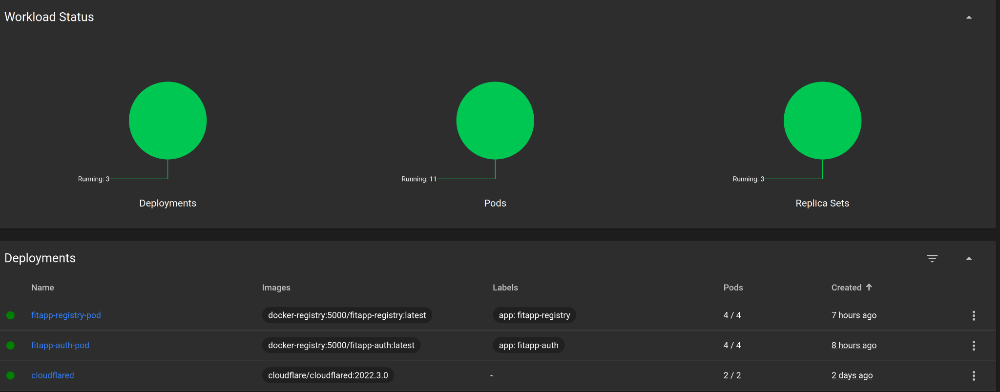 Workload Status
Running: 3
Running: 11
Running: 3
Deployments
Pods
Replica Sets
Deployments
Name Images Labels Pods Created
fitapp-registry-pod docker-registry:5000/fitapp-registry:latest app: fitapp-registry 4 / 4 7 hours ago
fitapp-auth-pod docker-registry:5000/fitapp-auth:latest app: fitapp-auth 4 / 4 8 hours ago
cloudflared cloudflare/cloudflared:2022.3.0 - 2 / 2 2 days ago